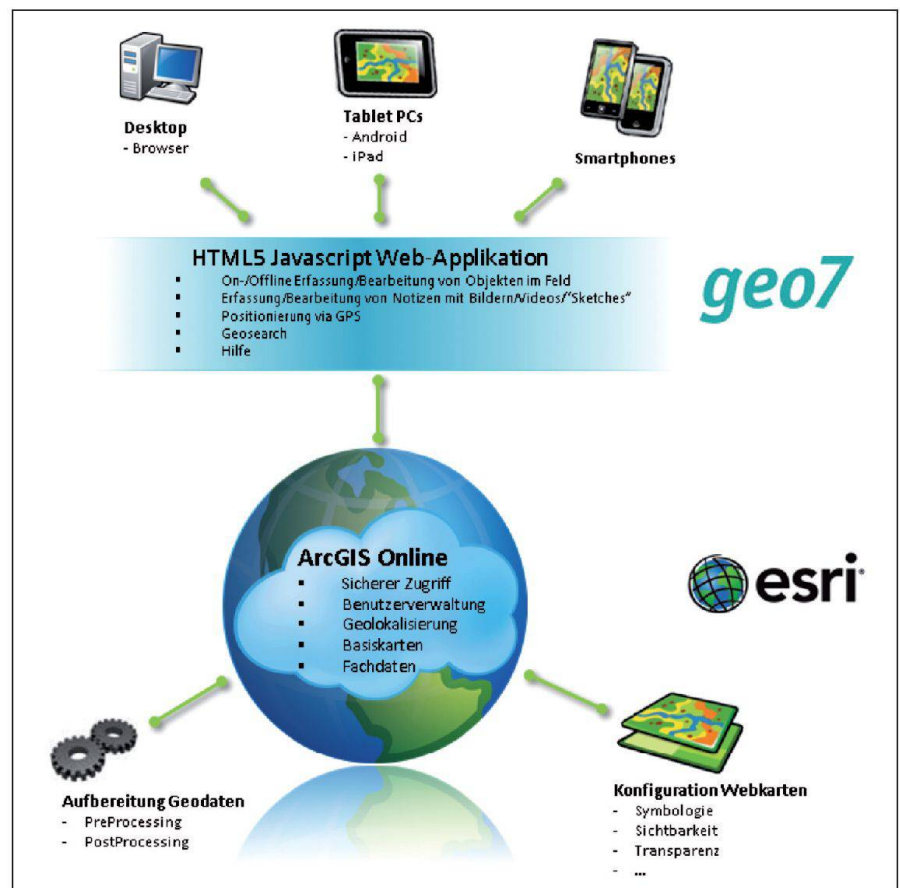 Desktop
- Browser
Tablet PCs
- Android
- iPad
Smartphones
HTML5 Javascript Web-Applikation
▪ On-/Offline Erfassung/Bearbeitung von Objekten im Feld
▪ Erfassung/Bearbeitung von Notizen mit Bildern/Videos/"Sketches"
▪ Positionierung via GPS
▪ Geosearch
▪ Hilfe
geo7
ArcGIS Online
▪ Sicherer Zugriff
▪ Benutzerverwaltung
▪ Geolokalisierung
▪ Basiskarten
▪ Fachdaten
esri
Aufbereitung Geodaten
- PreProcessing
- PostProcessing
Konfiguration Webkarten
- Symbologie
- Sichtbarkeit
- Transparenz
- ...